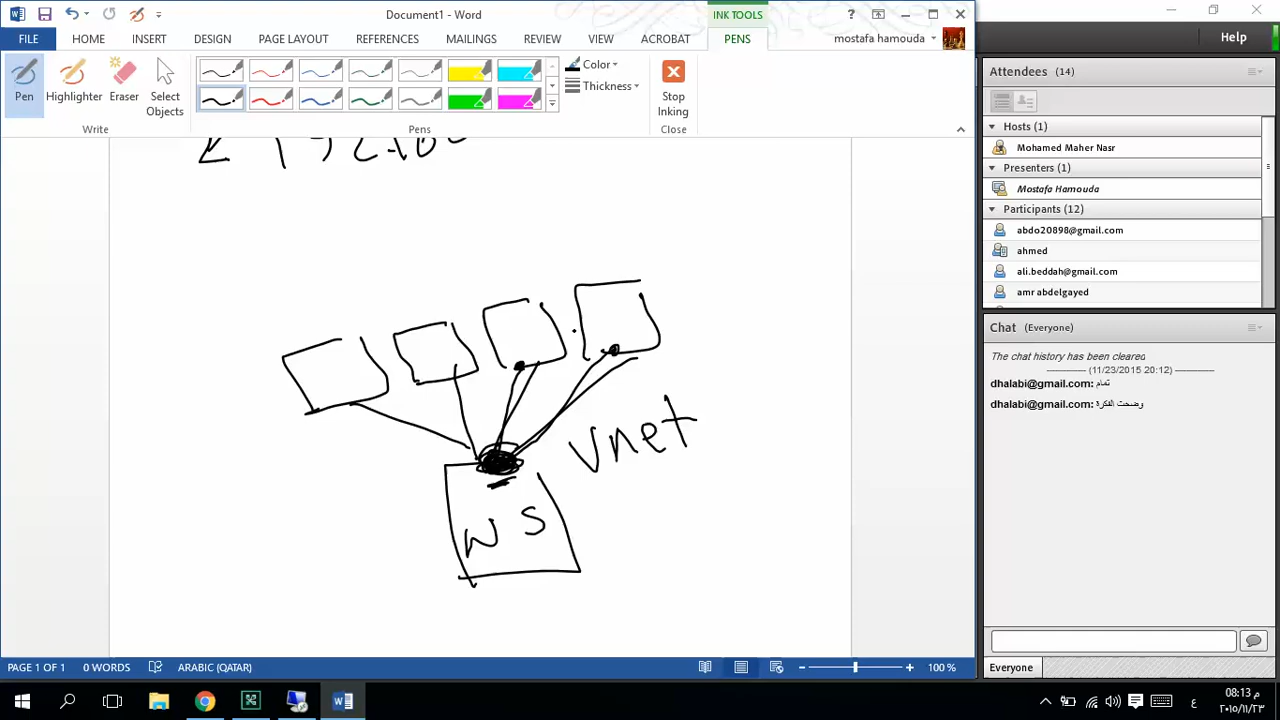 Document1 - Word
INK TOOLS
FILE
HOME
INSERT
DESIGN
PAGE LAYOUT
REFERENCES
MAILINGS
REVIEW
VIEW
ACROBAT
PENS
mostafa hamouda
Help
Pen
Highlighter
Eraser
Select Objects
Color
Thickness
Stop Inking
Write
Pens
Close
Attendees (14)
Hosts (1)
Mohamed Maher Nasr
Presenters (1)
Mostafa Hamouda
Participants (12)
abdo20898@gmail.com
ahmed
ali.beddah@gmail.com
amr abdelgayed
Chat (Everyone)
The chat history has been cleared
(11/23/2015 20:12)
dhalabi@gmail.com: تمام
dhalabi@gmail.com: وضحت الفكرة
Everyone
vnet
WS
PAGE 1 OF 1
0 WORDS
ARABIC (QATAR)
100 %
ع
08:13 م
٢٠١٥/١١/٢٣